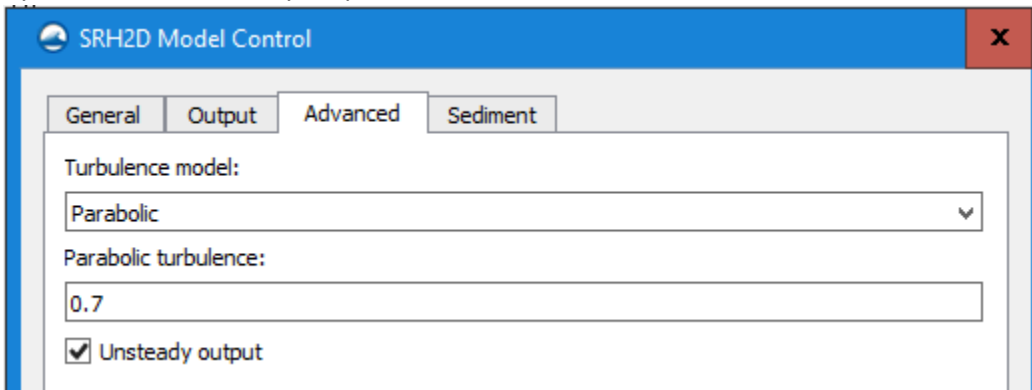 SRH2D Model Control
General Output Advanced Sediment
Turbulence model:
Parabolic
Parabolic turbulence:
0.7
Unsteady output